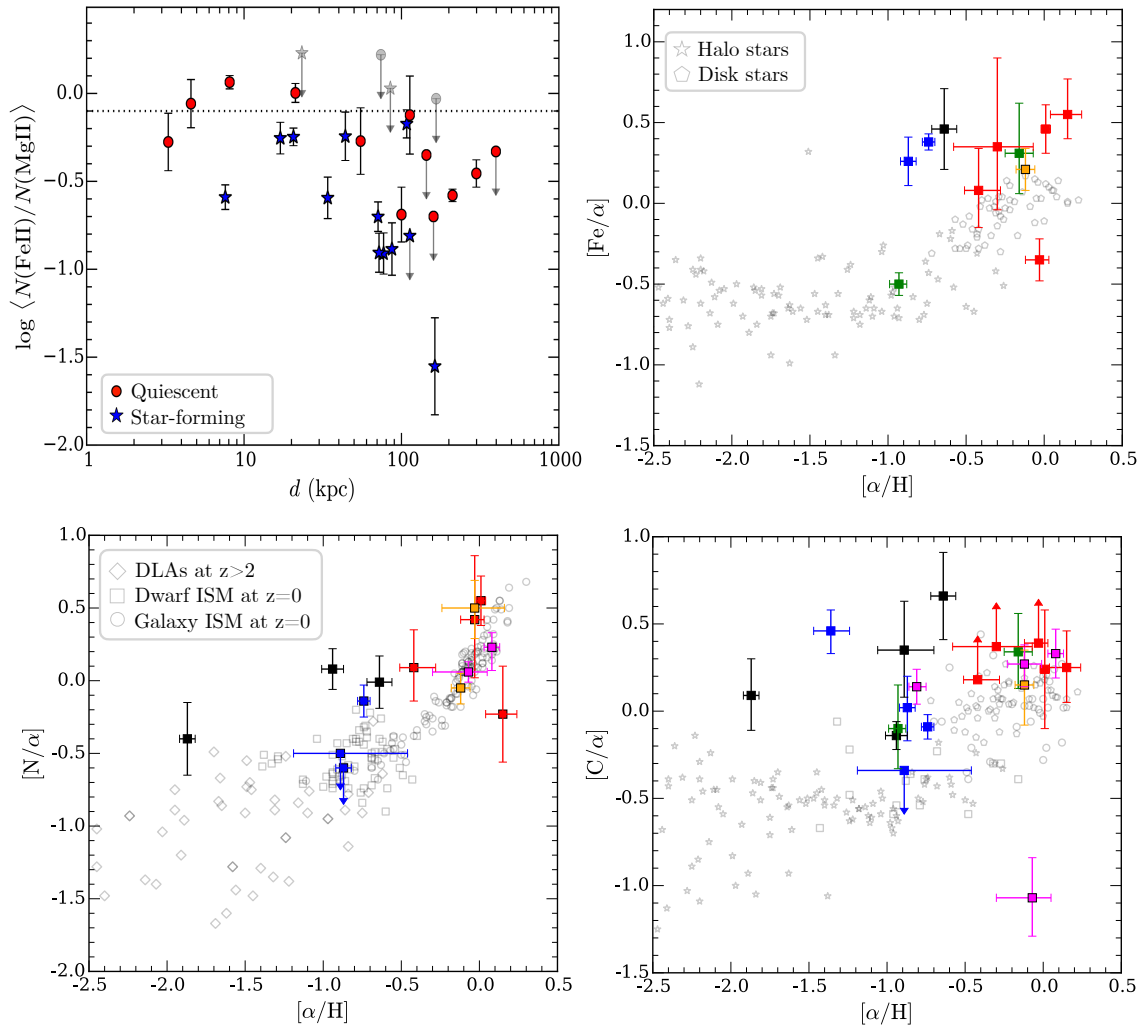 log ⟨N(FeII)/N(MgII)⟩
0.0
−0.5
−1.0
−1.5
−2.0
Quiescent
Star-forming
1 10 100 1000
d (kpc)
[Fe/α]
1.0
0.5
0.0
-0.5
-1.0
-1.5
Halo stars
Disk stars
-2.5 -2.0 -1.5 -1.0 -0.5 0.0 0.5
[α/H]
[N/α]
1.0
0.5
0.0
-0.5
-1.0
-1.5
-2.0
DLAs at z>2
Dwarf ISM at z=0
Galaxy ISM at z=0
-2.5 -2.0 -1.5 -1.0 -0.5 0.0 0.5
[α/H]
[C/α]
1.0
0.5
0.0
-0.5
-1.0
-1.5
-2.5 -2.0 -1.5 -1.0 -0.5 0.0 0.5
[α/H]